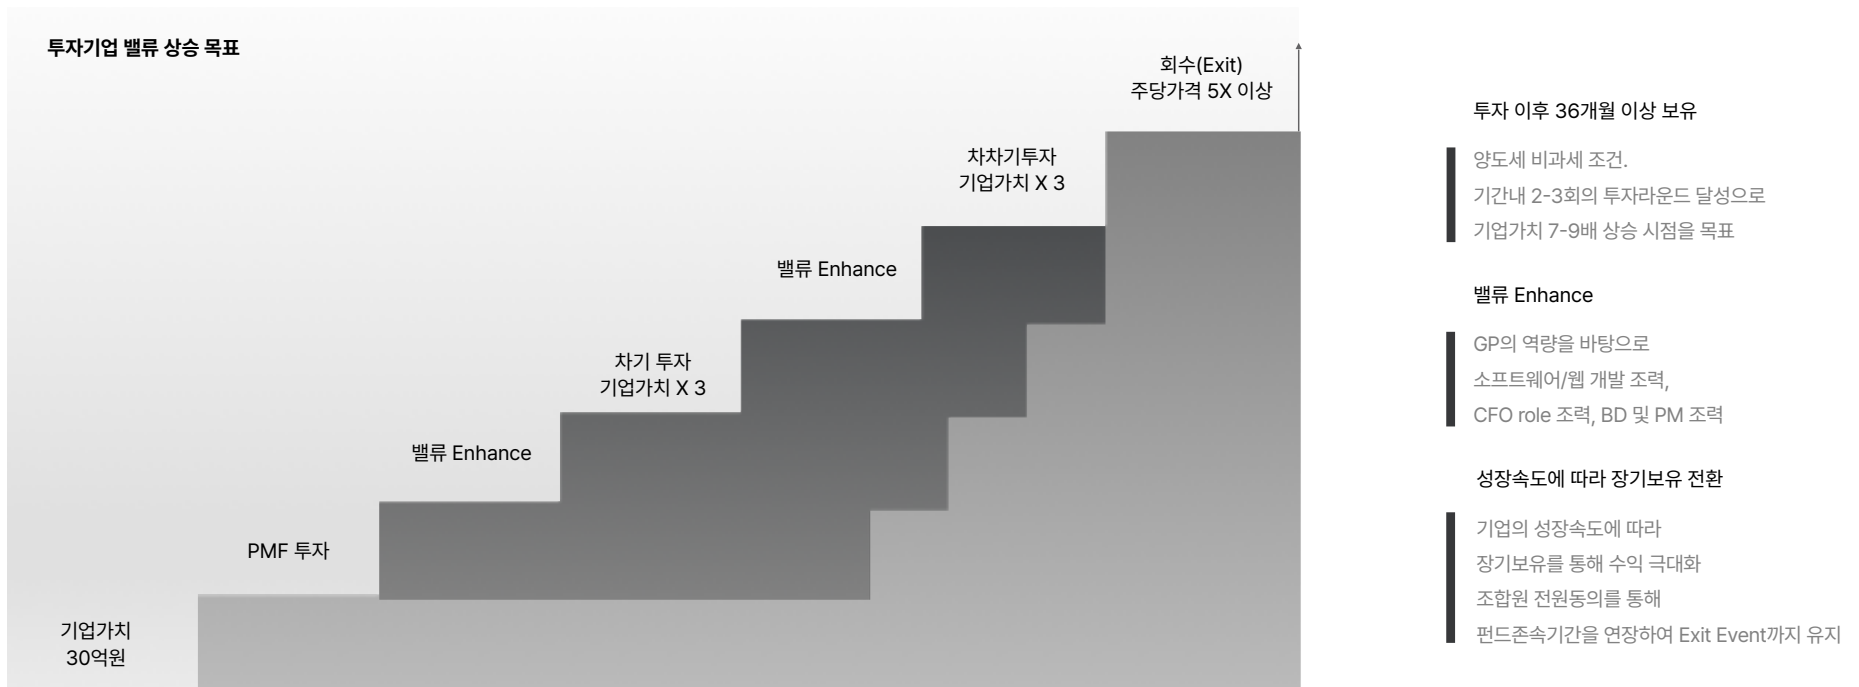 투자기업 밸류 상승 목표
기업가치
30억원
PMF 투자
밸류 Enhance
차기 투자
기업가치 X 3
밸류 Enhance
차차기투자
기업가치 X 3
회수(Exit)
주당가격 5X 이상
투자 이후 36개월 이상 보유
양도세 비과세 조건.
기간내 2-3회의 투자라운드 달성으로
기업가치 7-9배 상승 시점을 목표
밸류 Enhance
GP의 역량을 바탕으로
소프트웨어/웹 개발 조력,
CFO role 조력, BD 및 PM 조력
성장속도에 따라 장기보유 전환
기업의 성장속도에 따라
장기보유를 통해 수익 극대화
조합원 전원동의를 통해
펀드존속기간을 연장하여 Exit Event까지 유지